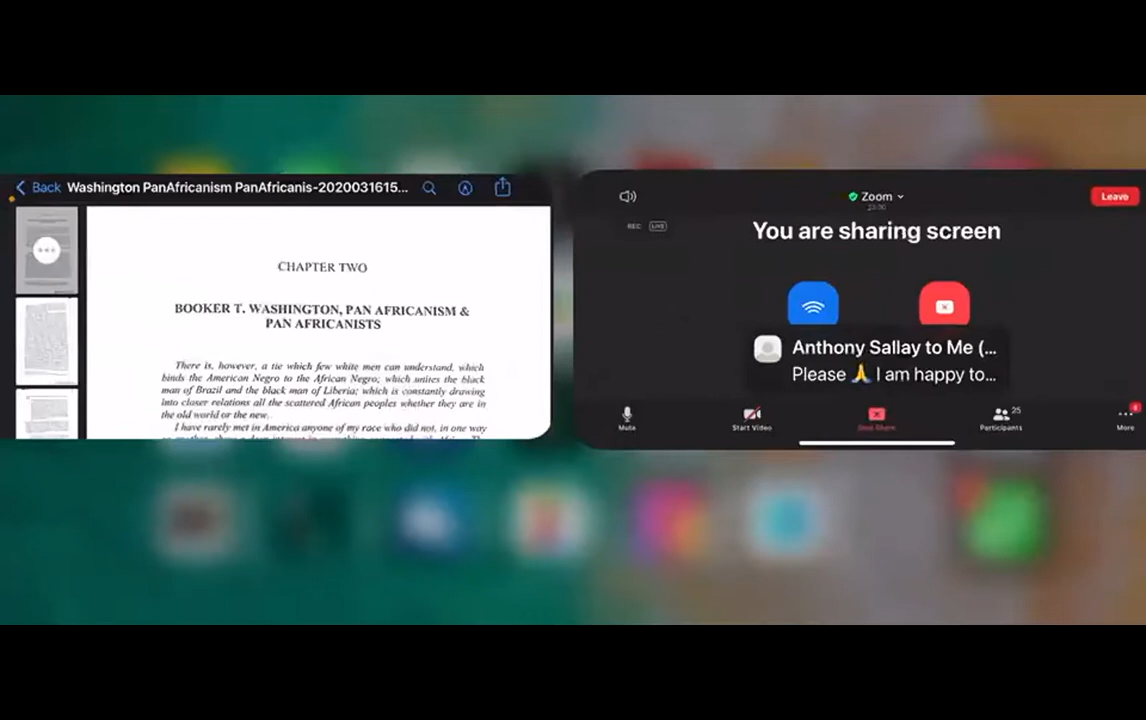 Back Washington PanAfricanism PanAfricanis-2020031615...
CHAPTER TWO
BOOKER T. WASHINGTON, PAN AFRICANISM &
PAN AFRICANISTS
There is, however, a tie which few white men can understand, which
binds the American Negro to the African Negro; which unites the black
man of Brazil and the black man of Liberia; which is constantly drawing
into closer relations all the scattered African peoples whether they are in
the old world or the new.
I have rarely met in America anyone of my race who did not, in one way
Zoom
Leave
REC LIVE
You are sharing screen
Anthony Sallay to Me (...
Please 🙏 I am happy to...
Mute
Start Video
Stop Share
25
Participants
More